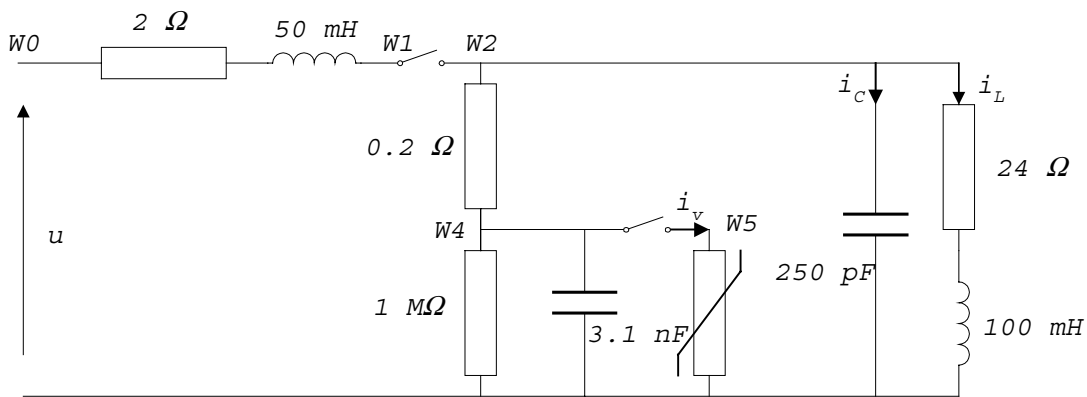 2 Ω
50 mH
W0
W1
W2
i_C
i_L
0.2 Ω
24 Ω
i_v
W4
W5
u
250 pF
1 MΩ
3.1 nF
100 mH